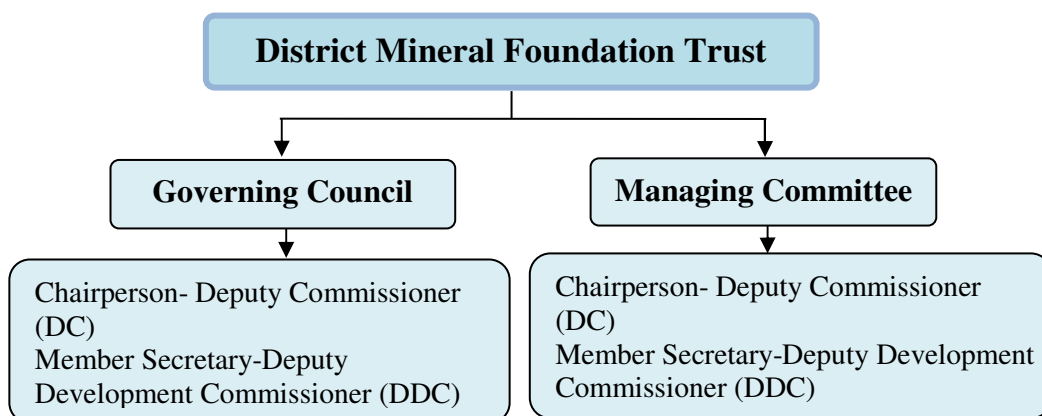 District Mineral Foundation Trust
Governing Council
Managing Committee
Chairperson- Deputy Commissioner
(DC)
Member Secretary-Deputy
Development Commissioner (DDC)
Chairperson- Deputy Commissioner
(DC)
Member Secretary-Deputy Development
Commissioner (DDC)